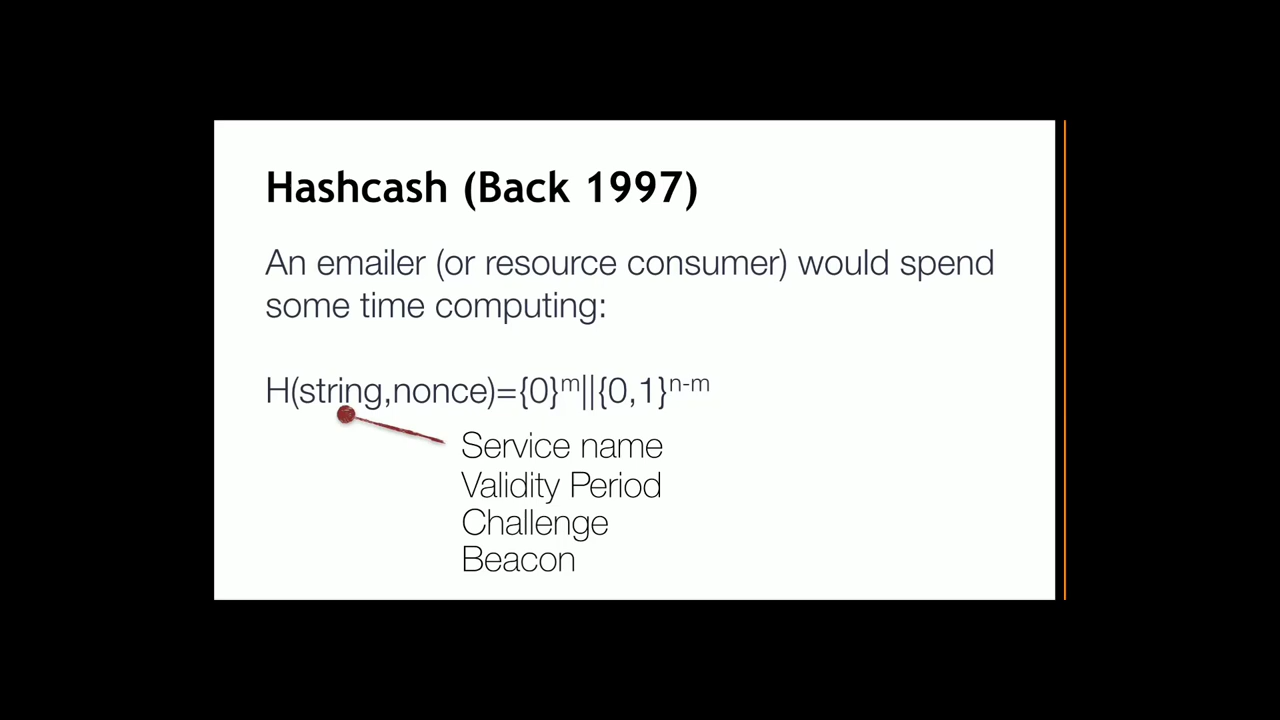 Hashcash (Back 1997)
An emailer (or resource consumer) would spend
some time computing:
H(string,nonce)={0}ᵐ||{0,1}ⁿ⁻ᵐ
Service name
Validity Period
Challenge
Beacon